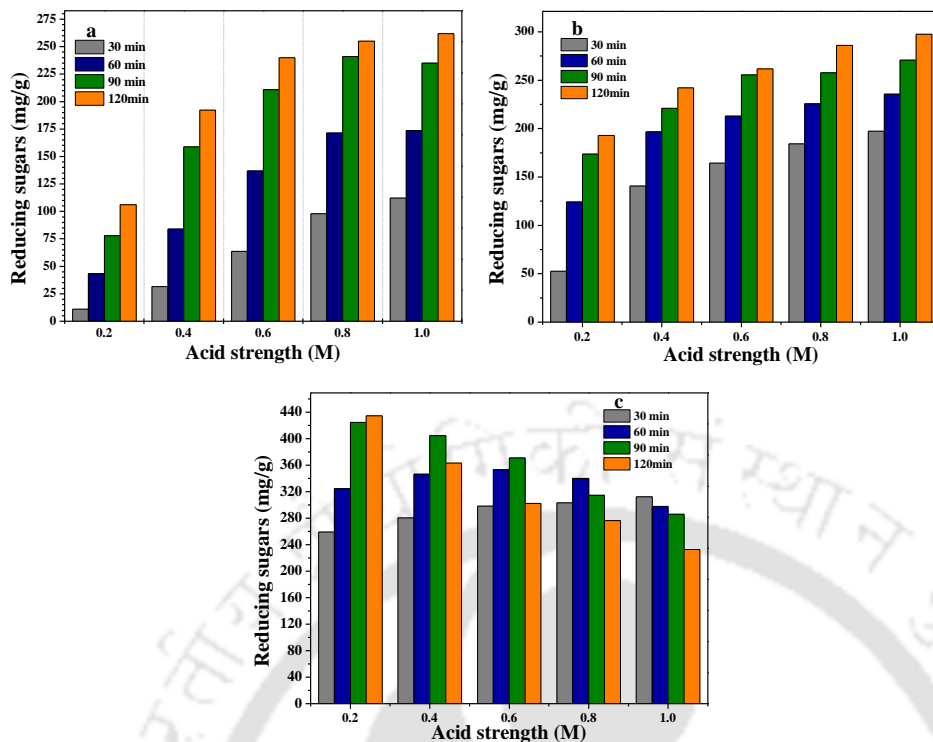 a
30 min
60 min
90 min
120min
Reducing sugars (mg/g)
275
250
225
200
175
150
125
100
75
50
25
0
0.2 0.4 0.6 0.8 1.0
Acid strength (M)
b
30 min
60 min
90 min
120min
Reducing sugars (mg/g)
300
250
200
150
100
50
0
0.2 0.4 0.6 0.8 1.0
Acid strength (M)
c
30 min
60 min
90 min
120min
Reducing sugars (mg/g)
440
400
360
320
280
240
200
160
120
80
40
0
0.2 0.4 0.6 0.8 1.0
Acid strength (M)